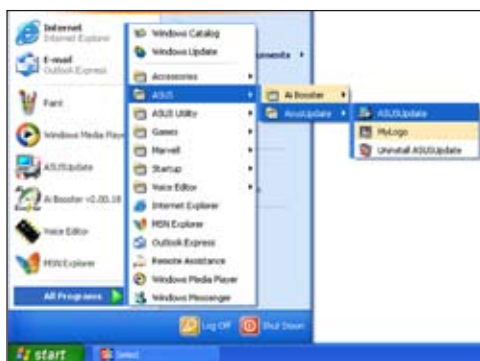 Internet
Internet Explorer
E-mail
Outlook Express
Paint
Windows Media Player
ASUSUpdate
Ai Booster v2.00.18
Voice Editor
MSN Explorer
All Programs
Windows Catalog
Windows Update
Accessories
ASUS
ASUS Utility
Games
Marvell
Startup
Voice Editor
Internet Explorer
MSN Explorer
Outlook Express
Remote Assistance
Windows Media Player
Windows Messenger
Ai Booster
AsusUpdate
ASUSUpdate
MyLogo
Uninstall ASUSUpdate
Log Off
Shut Down
start